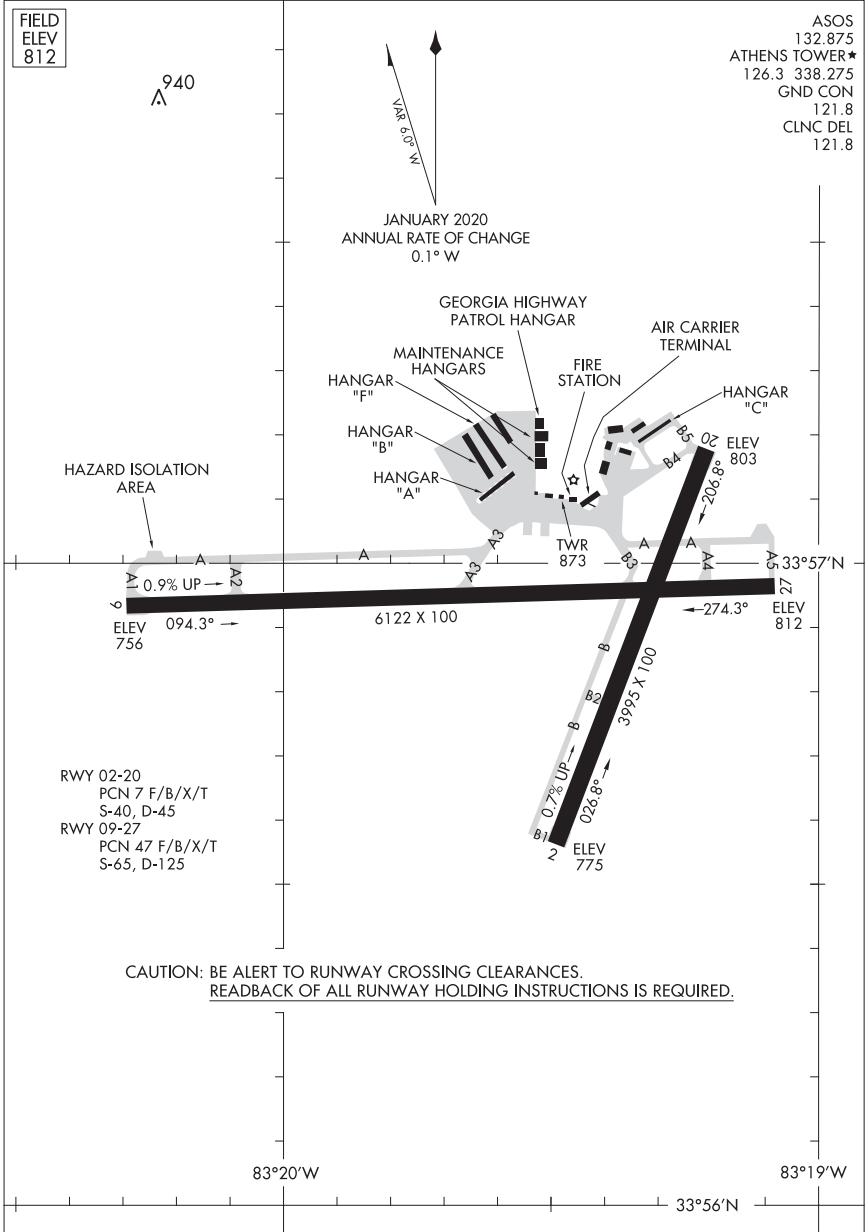 FIELD
ELEV
812
ASOS
132.875
ATHENS TOWER★
126.3 338.275
GND CON
121.8
CLNC DEL
121.8
940
VAR 6.0° W
JANUARY 2020
ANNUAL RATE OF CHANGE
0.1° W
GEORGIA HIGHWAY
PATROL HANGAR
AIR CARRIER
TERMINAL
MAINTENANCE
HANGARS
FIRE
STATION
HANGAR
"F"
HANGAR
"C"
HANGAR
"B"
HANGAR
"A"
B5
20
ELEV
803
B4
206.8°
HAZARD ISOLATION
AREA
TWR
873
A3
A
A
A
A
A1
0.9% UP
A2
A3
B3
A4
A5
33°57'N
9
094.3°
6122 X 100
274.3°
27
ELEV
756
ELEV
812
B
B2
B
3995 X 100
0.7% UP
026.8°
B1
2
ELEV
775
RWY 02-20
PCN 7 F/B/X/T
S-40, D-45
RWY 09-27
PCN 47 F/B/X/T
S-65, D-125
CAUTION: BE ALERT TO RUNWAY CROSSING CLEARANCES.
READBACK OF ALL RUNWAY HOLDING INSTRUCTIONS IS REQUIRED.
83°20'W
83°19'W
33°56'N